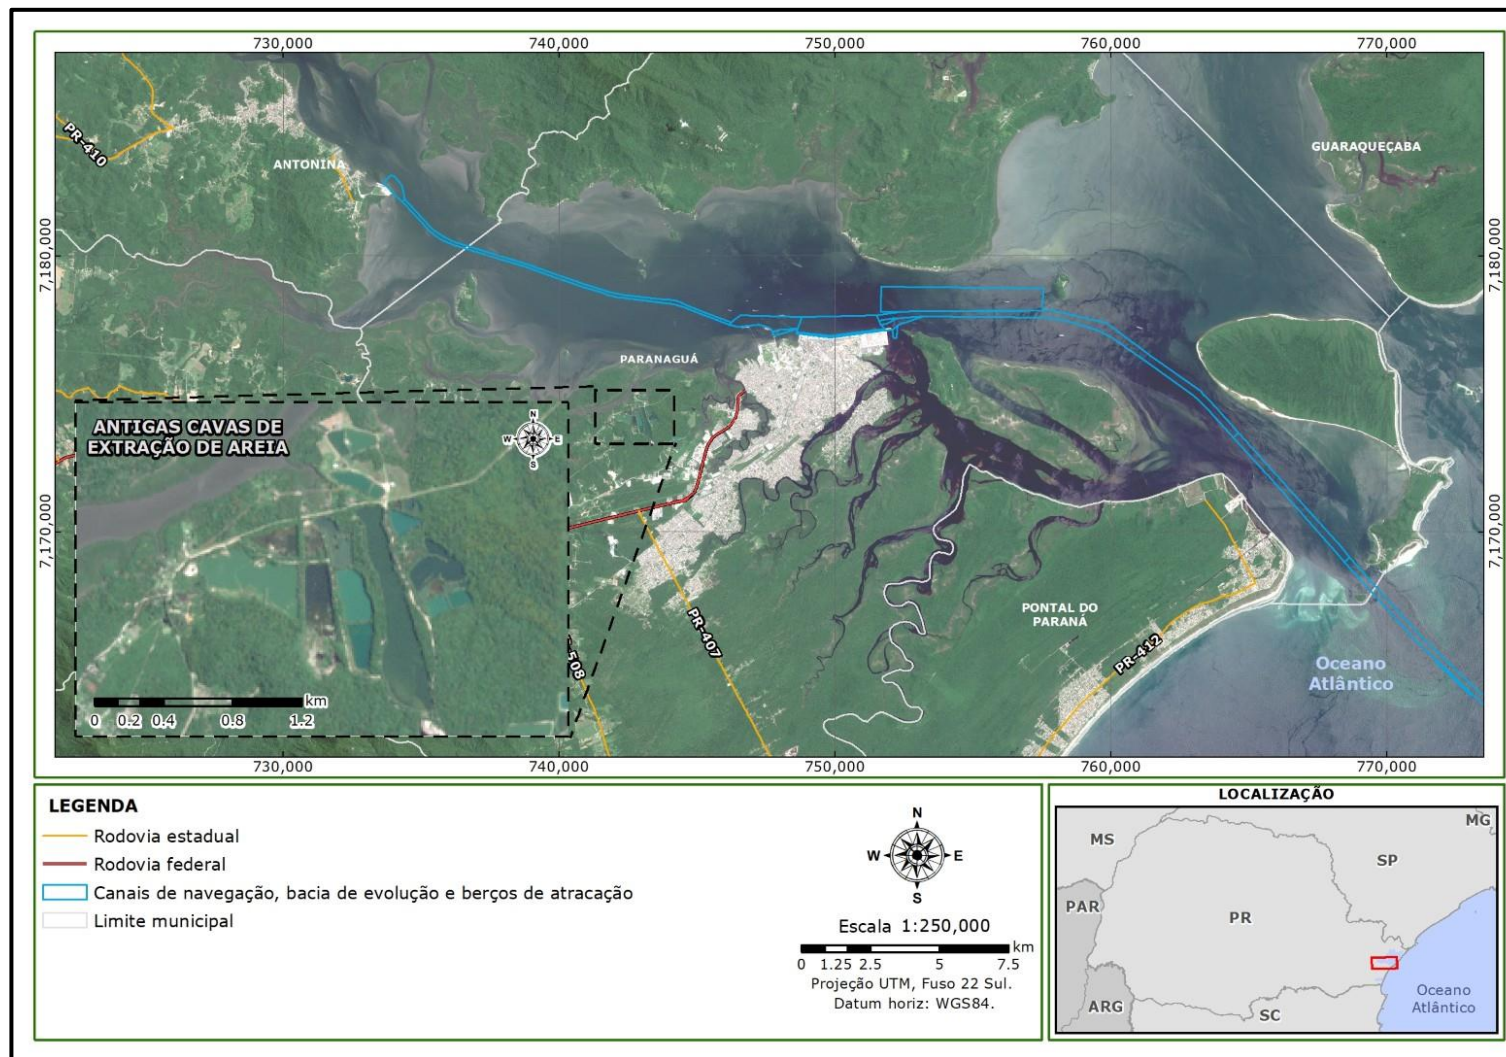 730,000
740,000
750,000
760,000
770,000
PR-410
ANTONINA
GUARAQUEÇABA
7,180,000
7,180,000
PARANAGUÁ
ANTIGAS CAVAS DE
EXTRAÇÃO DE AREIA
N
W
E
S
7,170,000
7,170,000
PR-407
508
PONTAL DO
PARANÁ
PR-412
Oceano
Atlântico
km
0 0.2 0.4 0.8 1.2
730,000
740,000
750,000
760,000
770,000
LEGENDA
Rodovia estadual
Rodovia federal
Canais de navegação, bacia de evolução e berços de atracação
Limite municipal
N
W
E
S
Escala 1:250,000
km
0 1.25 2.5 5 7.5
Projeção UTM, Fuso 22 Sul.
Datum horiz: WGS84.
LOCALIZAÇÃO
MS
MG
SP
PAR
PR
ARG
SC
Oceano
Atlântico